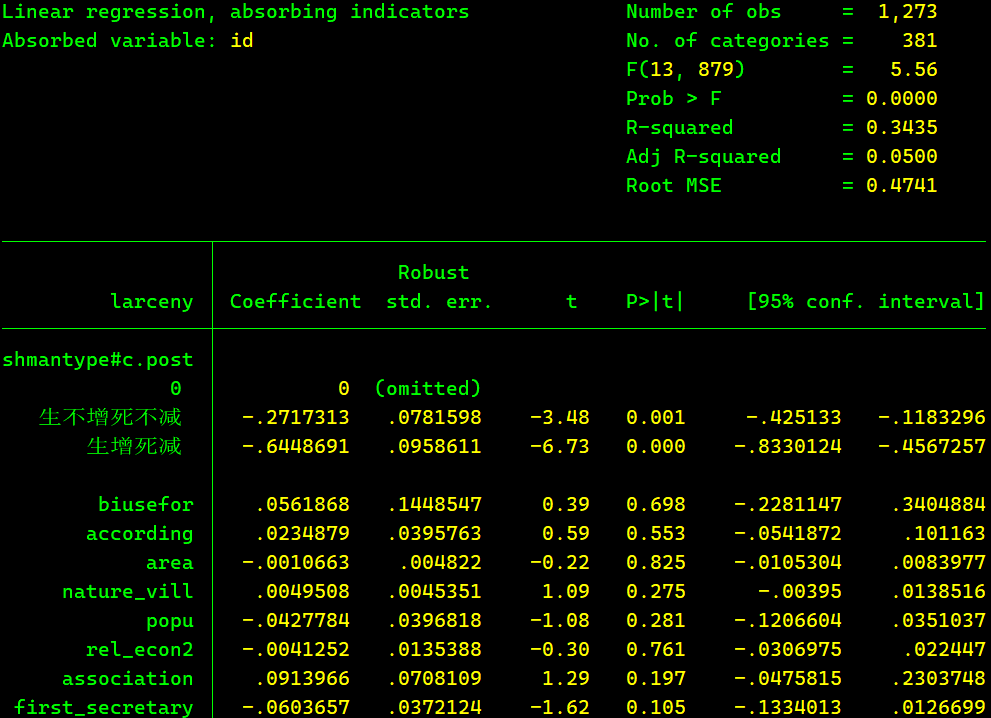 Linear regression, absorbing indicators Number of obs = 1,273
Absorbed variable: id No. of categories = 381
F(13, 879) = 5.56
Prob > F = 0.0000
R-squared = 0.3435
Adj R-squared = 0.0500
Root MSE = 0.4741
Robust
larceny Coefficient std. err. t P>|t| [95% conf. interval]
shmantype#c.post
0 0 (omitted)
生不增死不减 -.2717313 .0781598 -3.48 0.001 -.425133 -.1183296
生增死减 -.6448691 .0958611 -6.73 0.000 -.8330124 -.4567257
biusefor .0561868 .1448547 0.39 0.698 -.2281147 .3404884
according .0234879 .0395763 0.59 0.553 -.0541872 .101163
area -.0010663 .004822 -0.22 0.825 -.0105304 .0083977
nature_vill .0049508 .0045351 1.09 0.275 -.00395 .0138516
popu -.0427784 .0396818 -1.08 0.281 -.1206604 .0351037
rel_econ2 -.0041252 .0135388 -0.30 0.761 -.0306975 .022447
association .0913966 .0708109 1.29 0.197 -.0475815 .2303748
first_secretary -.0603657 .0372124 -1.62 0.105 -.1334013 .0126699